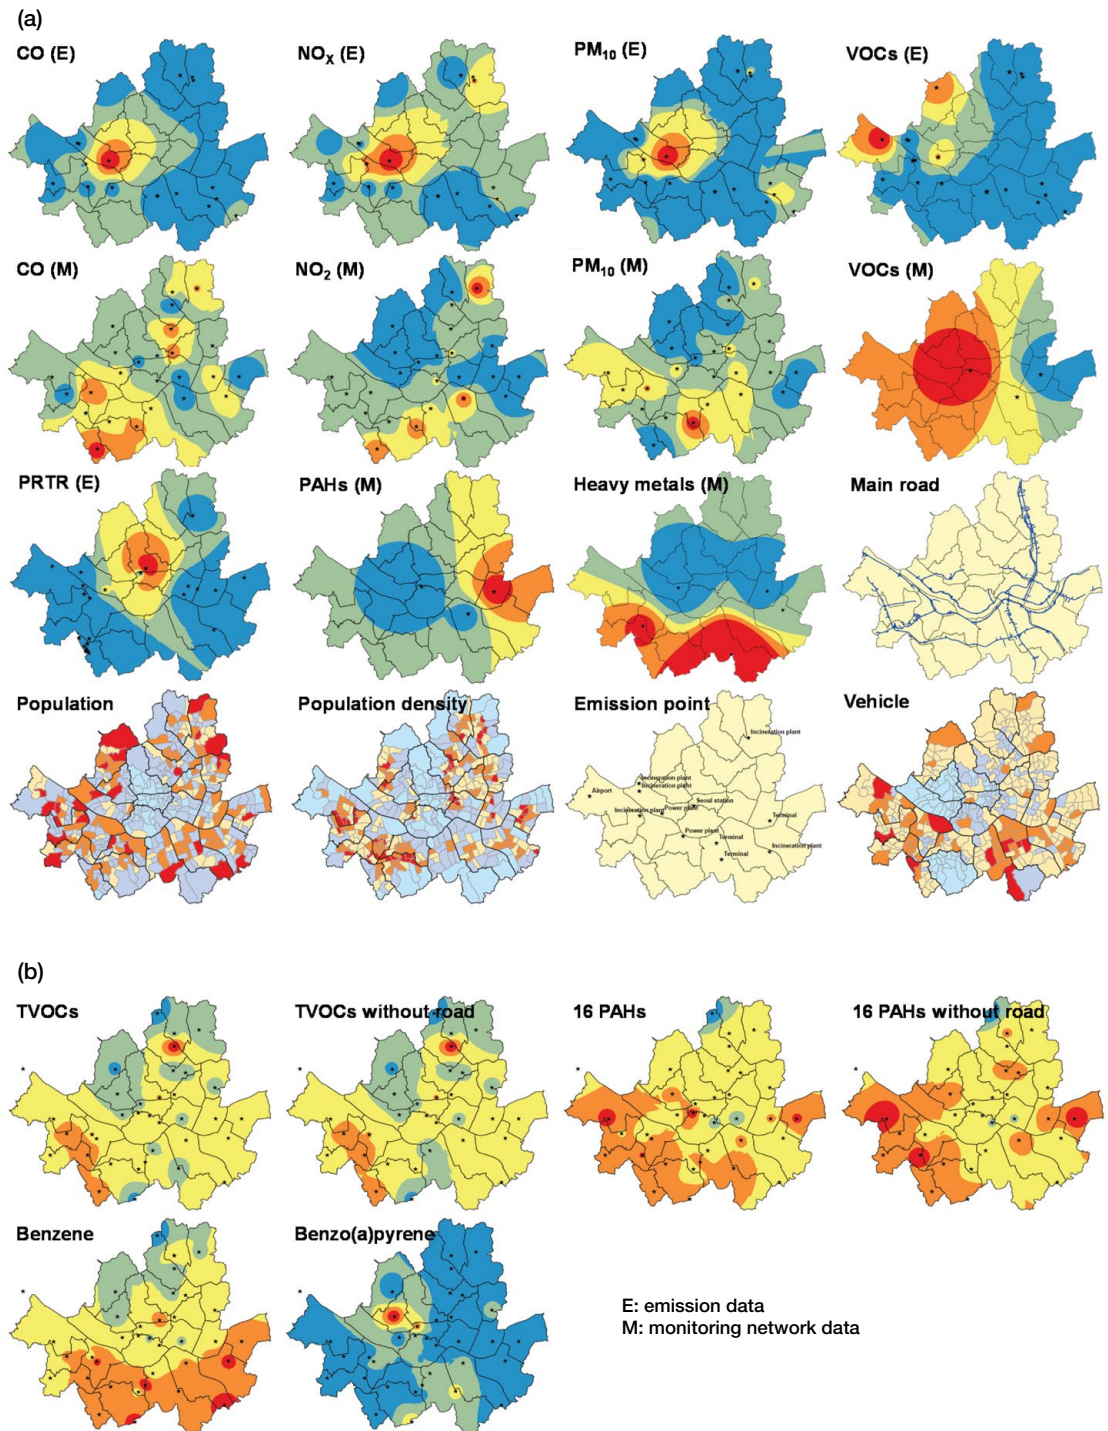 (a)
CO (E)
NOX (E)
PM10 (E)
VOCs (E)
CO (M)
NO2 (M)
PM10 (M)
VOCs (M)
PRTR (E)
PAHs (M)
Heavy metals (M)
Main road
Population
Population density
Emission point
Vehicle
Incineration plant
Incineration plant
Incineration plant
Airport
Seoul station
Incineration plant
Power plant
Terminal
Power plant
Terminal
Incineration plant
Terminal
(b)
TVOCs
TVOCs without road
16 PAHs
16 PAHs without road
Benzene
Benzo(a)pyrene
E: emission data
M: monitoring network data